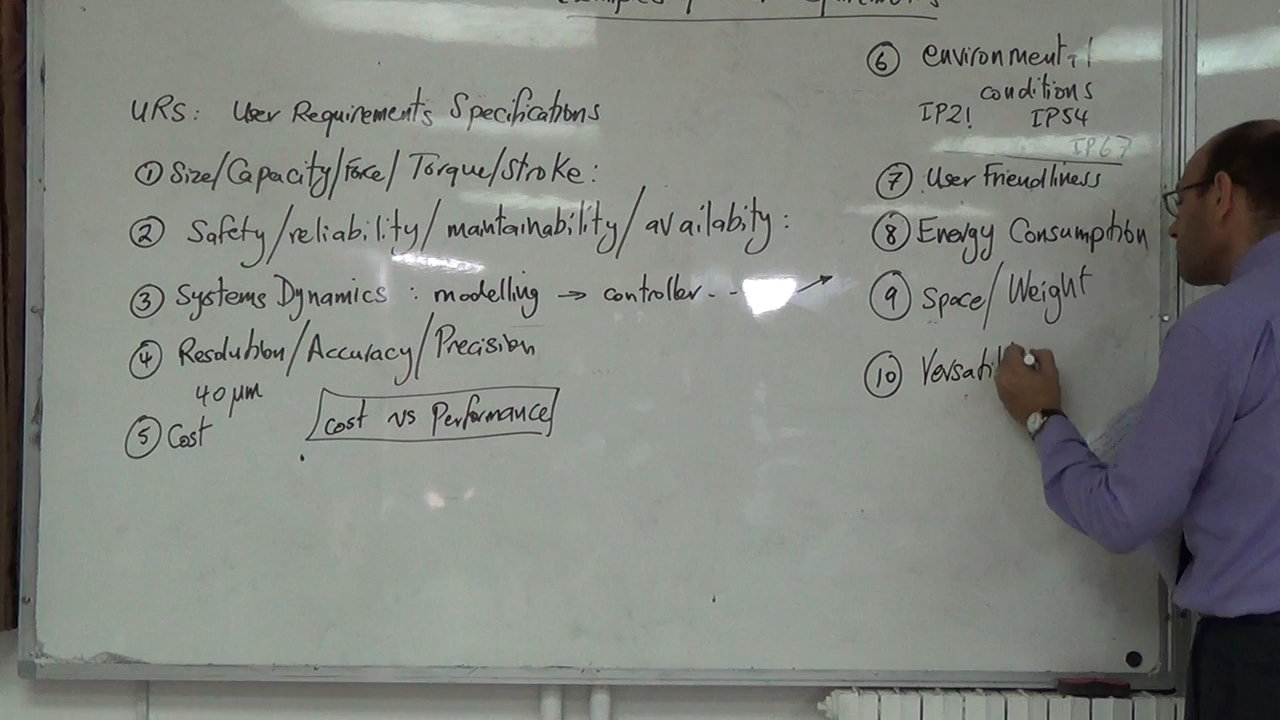 URS: User Requirements Specifications
① Size/Capacity/Force/Torque/Stroke:
② Safety/reliability/maintainability/availabity:
③ Systems Dynamics : modelling → controller - -
④ Resolution/Accuracy/Precision
40 μm
⑤ Cost
Cost vs Performance
⑥ environmental
conditions
IP2! IP54
IP67
⑦ User Friendliness
⑧ Energy Consumption
⑨ Space/Weight
⑩ Versati